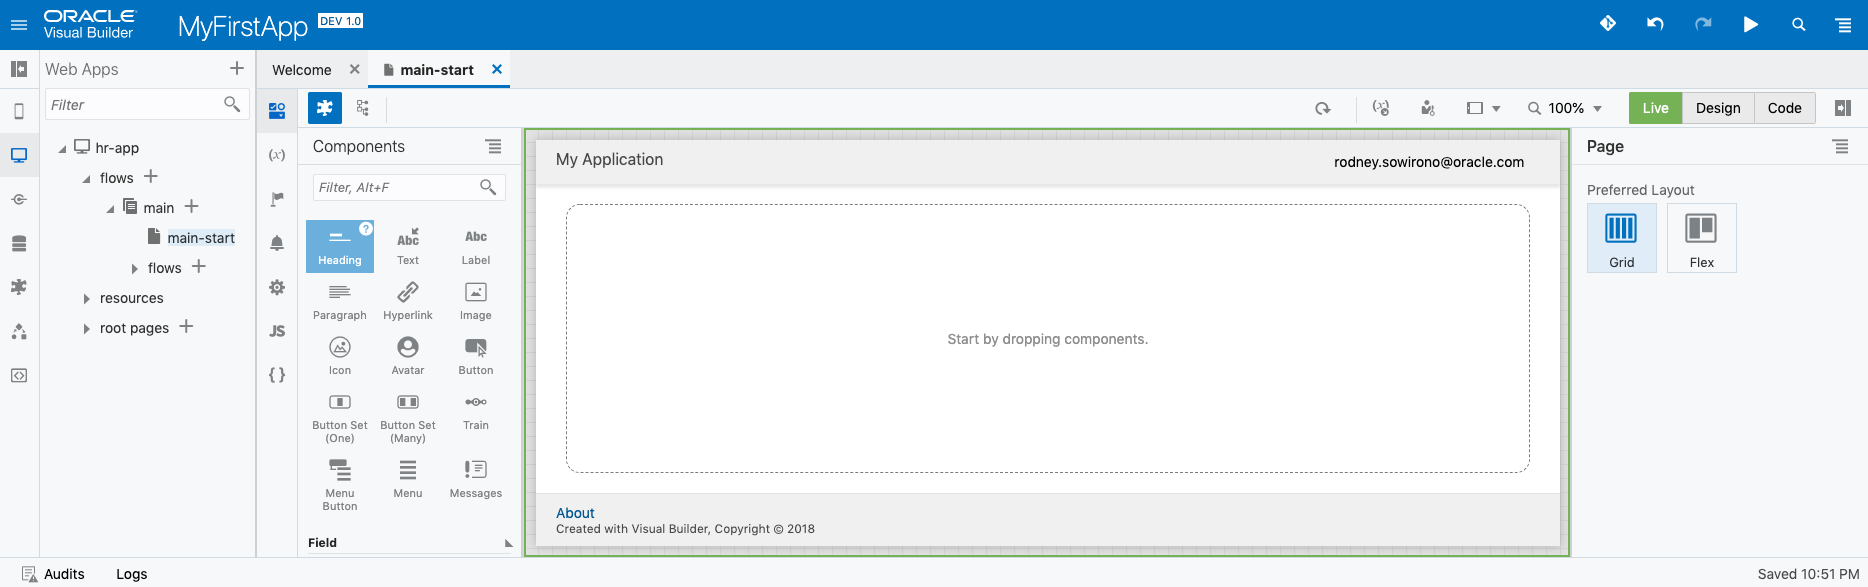 ORACLE
Visual Builder
MyFirstApp DEV 1.0
Web Apps
Filter
hr-app
flows
main
main-start
flows
resources
root pages
Welcome
main-start
100%
Live
Design
Code
(x)
JS
{ }
Components
Filter, Alt+F
Heading
?
Abc
Text
Abc
Label
Paragraph
Hyperlink
Image
Icon
Avatar
Button
Button Set
(One)
Button Set
(Many)
Train
Menu
Button
Menu
Messages
Field
My Application
rodney.sowirono@oracle.com
Start by dropping components.
About
Created with Visual Builder, Copyright © 2018
Page
Preferred Layout
Grid
Flex
Audits
Logs
Saved 10:51 PM